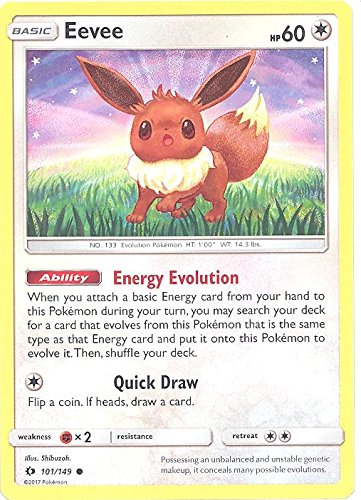 BASIC Eevee HP60
NO. 133 Evolution Pokémon HT: 1'00" WT: 14.3 lbs.
Ability Energy Evolution
When you attach a basic Energy card from your hand to
this Pokémon during your turn, you may search your deck
for a card that evolves from this Pokémon that is the same
type as that Energy card and put it onto this Pokémon
to evolve it. Then, shuffle your deck.
Quick Draw
Flip a coin. If heads, draw a card.
weakness ×2 resistance retreat
Illus. Shibuzoh.
101/149
©2017 Pokémon
Possessing an unbalanced and unstable genetic
makeup, it conceals many possible evolutions.